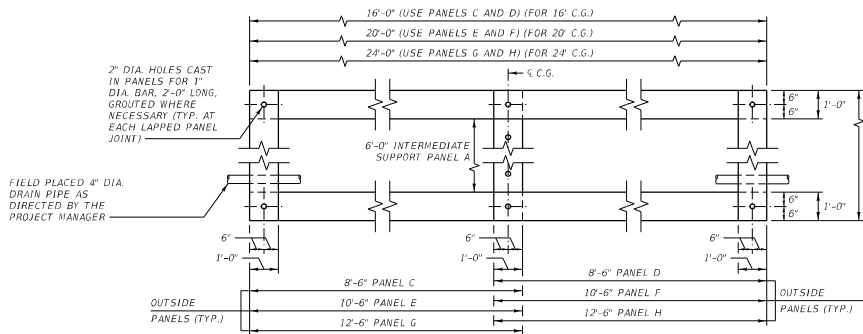 16'-0" (USE PANELS C AND D) (FOR 16' C.G.)
20'-0" (USE PANELS E AND F) (FOR 20' C.G.)
24'-0" (USE PANELS G AND H) (FOR 24' C.G.)
℄ C.G.
2" DIA. HOLES CAST
IN PANELS FOR 1"
DIA. BAR, 2'-0" LONG,
GROUTED WHERE
NECESSARY (TYP. AT
EACH LAPPED PANEL
JOINT)
6"
6"
1'-0"
6'-0" INTERMEDIATE
SUPPORT PANEL A
FIELD PLACED 4" DIA.
DRAIN PIPE AS
DIRECTED BY THE
PROJECT MANAGER
6"
6"
1'-0"
6"
6"
6"
1'-0"
1'-0"
1'-0"
8'-6" PANEL C
8'-6" PANEL D
OUTSIDE
PANELS (TYP.)
10'-6" PANEL E
10'-6" PANEL F
OUTSIDE
PANELS (TYP.)
12'-6" PANEL G
12'-6" PANEL H